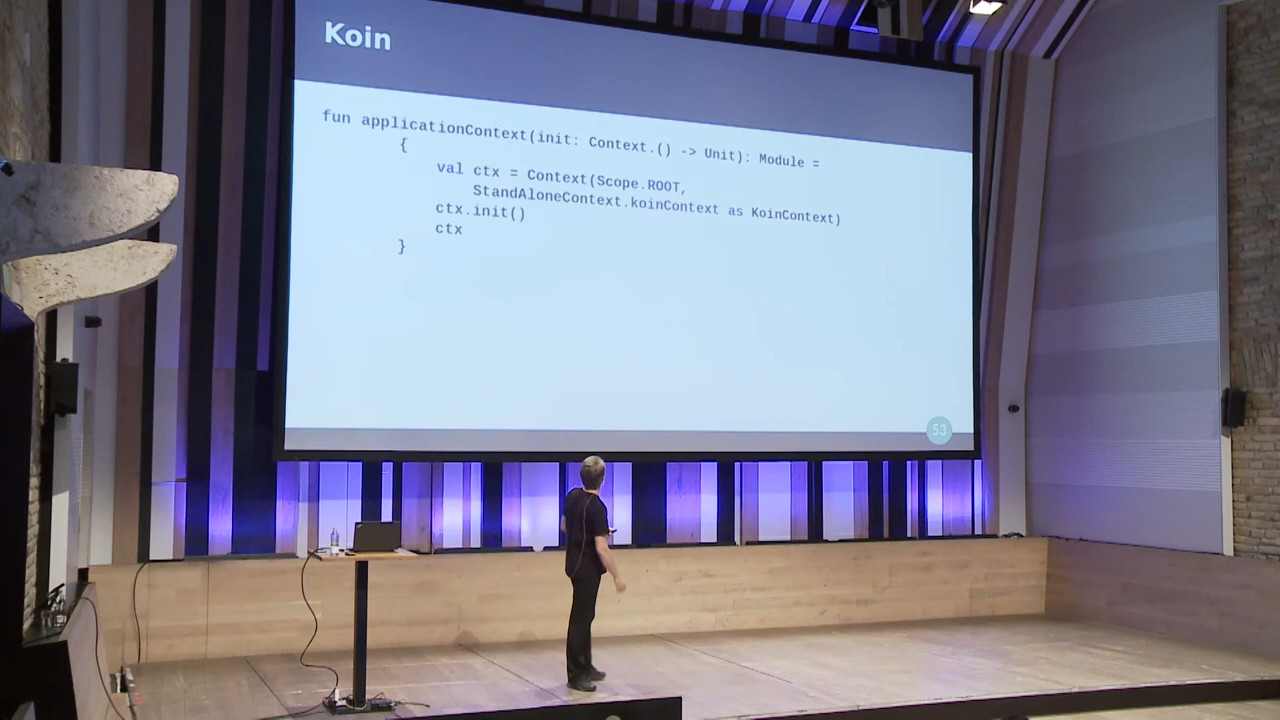 Koin
fun applicationContext(init: Context.() -> Unit): Module =
{
val ctx = Context(Scope.ROOT,
StandAloneContext.koinContext as KoinContext)
ctx.init()
ctx
}
53